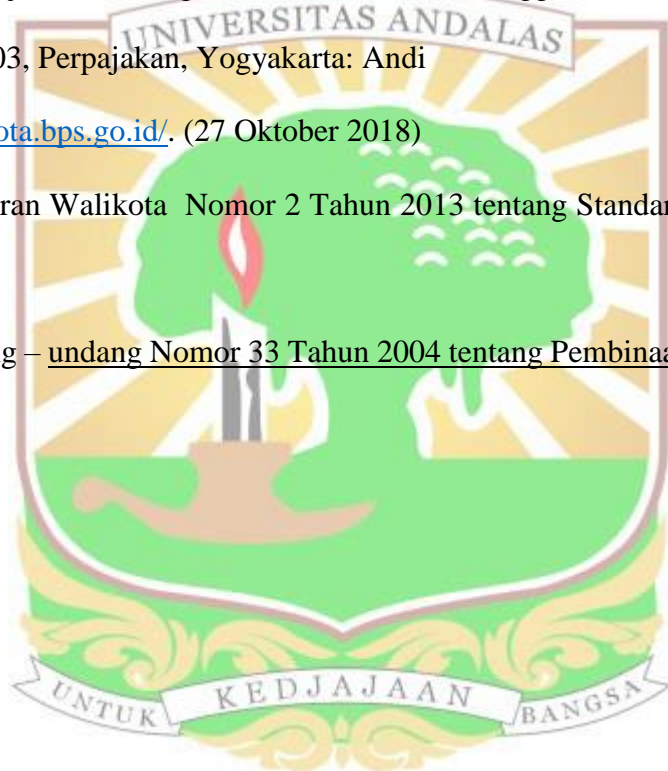 UNIVERSITAS ANDALAS
03, Perpajakan, Yogyakarta: Andi
ota.bps.go.id/. (27 Oktober 2018)
ran Walikota Nomor 2 Tahun 2013 tentang Standar
g – undang Nomor 33 Tahun 2004 tentang Pembinaa
UNTUK KEDJAJAAN BANGSA